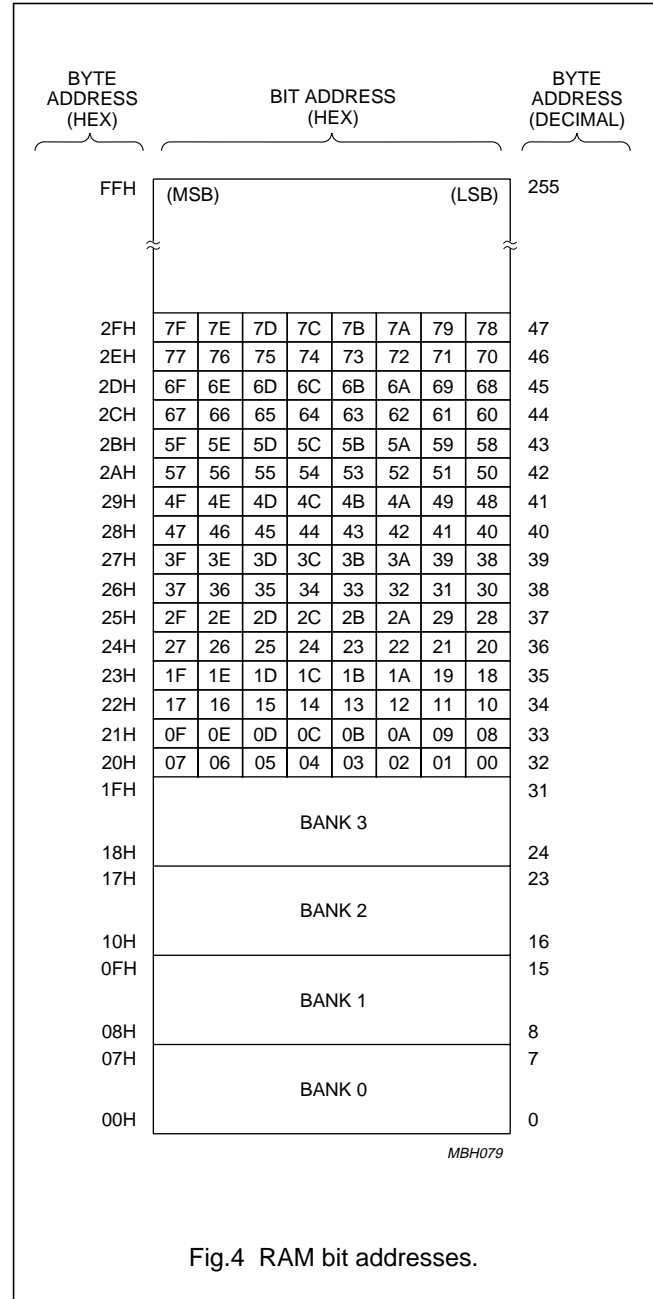 BYTE ADDRESS (HEX)
BIT ADDRESS (HEX)
BYTE ADDRESS (DECIMAL)
FFH (MSB) (LSB) 255
2FH 7F 7E 7D 7C 7B 7A 79 78 47
2EH 77 76 75 74 73 72 71 70 46
2DH 6F 6E 6D 6C 6B 6A 69 68 45
2CH 67 66 65 64 63 62 61 60 44
2BH 5F 5E 5D 5C 5B 5A 59 58 43
2AH 57 56 55 54 53 52 51 50 42
29H 4F 4E 4D 4C 4B 4A 49 48 41
28H 47 46 45 44 43 42 41 40 40
27H 3F 3E 3D 3C 3B 3A 39 38 39
26H 37 36 35 34 33 32 31 30 38
25H 2F 2E 2D 2C 2B 2A 29 28 37
24H 27 26 25 24 23 22 21 20 36
23H 1F 1E 1D 1C 1B 1A 19 18 35
22H 17 16 15 14 13 12 11 10 34
21H 0F 0E 0D 0C 0B 0A 09 08 33
20H 07 06 05 04 03 02 01 00 32
1FH 31
BANK 3
18H 24
17H 23
BANK 2
10H 16
0FH 15
BANK 1
08H 8
07H 7
BANK 0
00H 0
MBH079
Fig.4 RAM bit addresses.